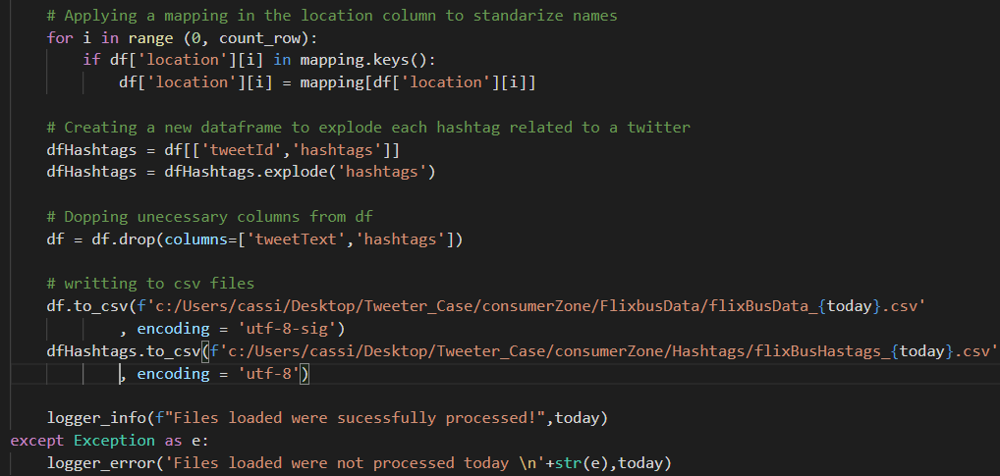 # Applying a mapping in the location column to standarize names
for i in range (0, count_row):
if df['location'][i] in mapping.keys():
df['location'][i] = mapping[df['location'][i]]
# Creating a new dataframe to explode each hashtag related to a twitter
dfHashtags = df[['tweetId','hashtags']]
dfHashtags = dfHashtags.explode('hashtags')
# Dopping unecessary columns from df
df = df.drop(columns=['tweetText','hashtags'])
# writting to csv files
df.to_csv(f'c:/Users/cassi/Desktop/Tweeter_Case/consumerZone/FlixbusData/flixBusData_{today}.csv'
, encoding = 'utf-8-sig')
dfHashtags.to_csv(f'c:/Users/cassi/Desktop/Tweeter_Case/consumerZone/Hashtags/flixBusHastags_{today}.csv'
, encoding = 'utf-8')
logger_info(f"Files loaded were sucessfully processed!",today)
except Exception as e:
logger_error('Files loaded were not processed today \n'+str(e),today)